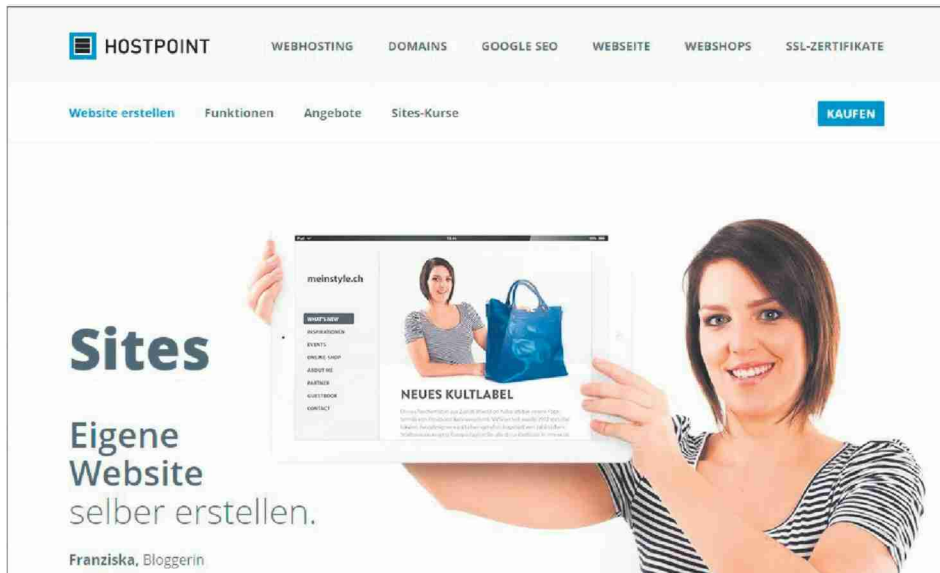 HOSTPOINT
WEBHOSTING DOMAINS GOOGLE SEO WEBSEITE WEBSHOPS SSL-ZERTIFIKATE
Website erstellen Funktionen Angebote Sites-Kurse KAUFEN
meinstyle.ch
WHAT'S NEW
INSPIRATIONEN
EVENTS
ONLINE SHOP
ABOUT ME
PARTNER
GUESTBOOK
CONTACT
NEUES KULTLABEL
Sites
Eigene
Website
selber erstellen.
Franziska, Bloggerin